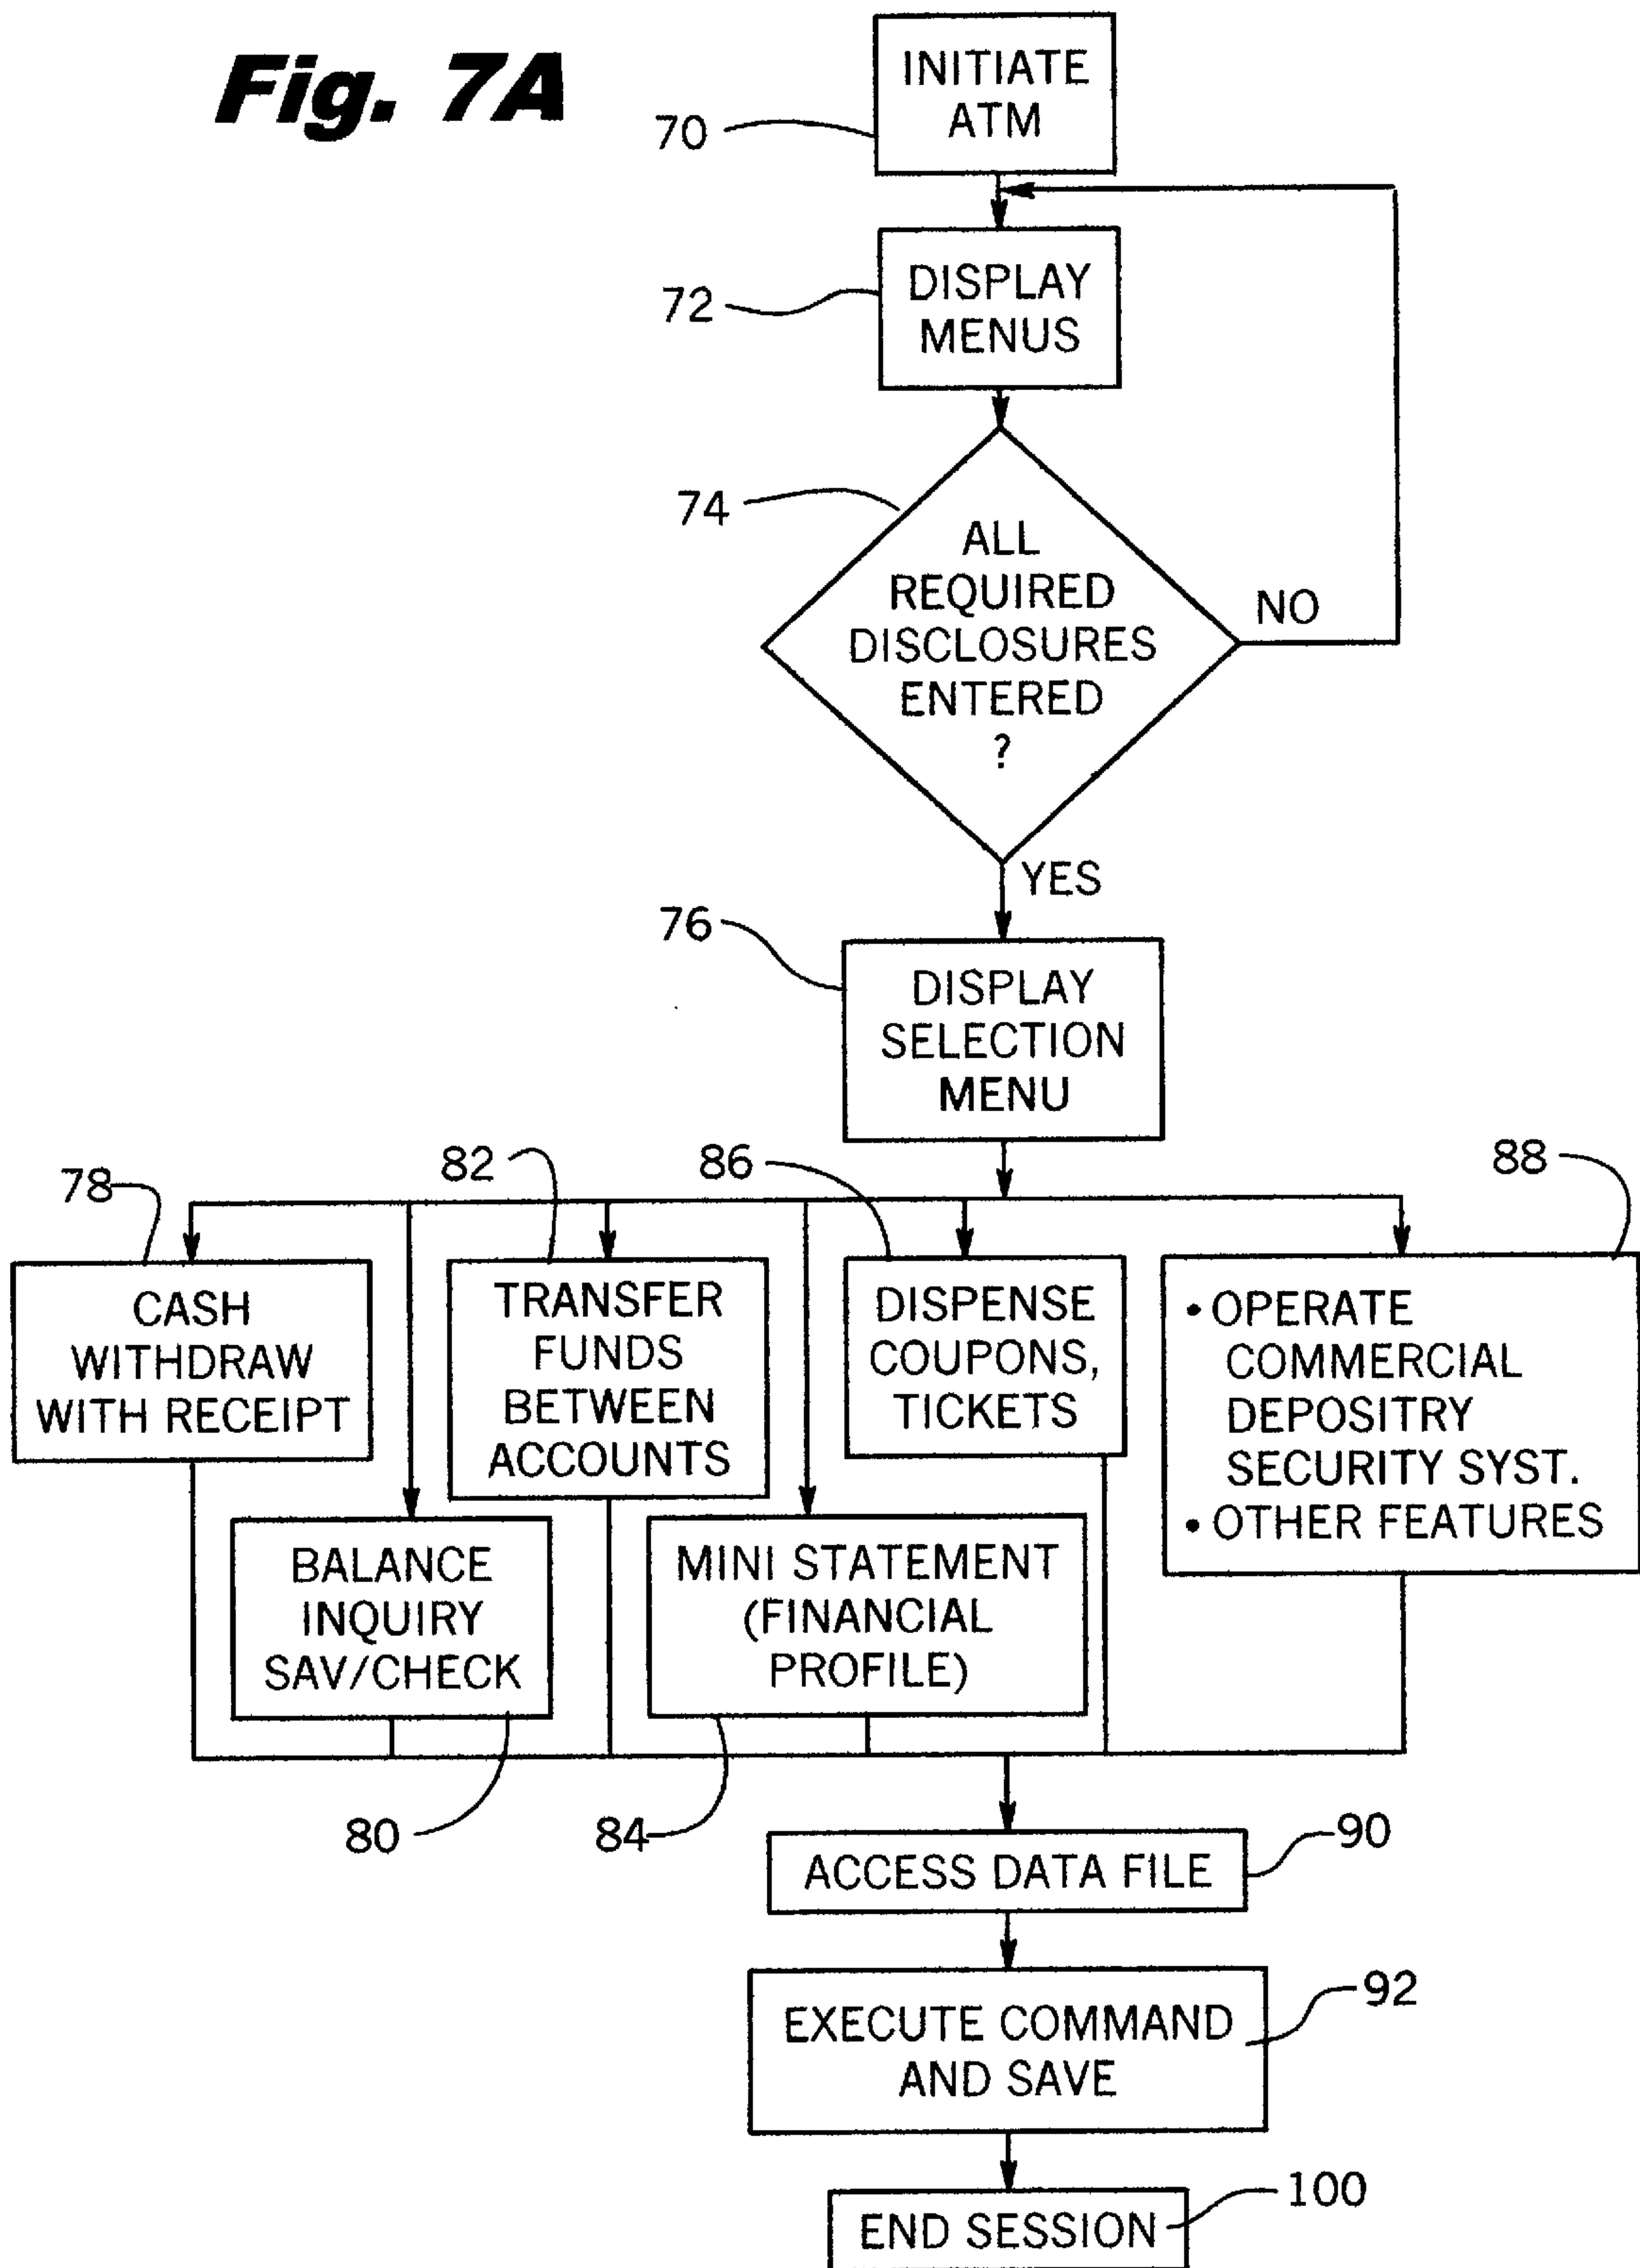 Fig. 7A
INITIATE
ATM
70
DISPLAY
MENUS
72
74
ALL
REQUIRED
DISCLOSURES
ENTERED
?
NO
YES
76
DISPLAY
SELECTION
MENU
78
82
86
88
CASH
WITHDRAW
WITH RECEIPT
TRANSFER
FUNDS
BETWEEN
ACCOUNTS
DISPENSE
COUPONS,
TICKETS
• OPERATE
COMMERCIAL
DEPOSITRY
SECURITY SYST.
• OTHER FEATURES
BALANCE
INQUIRY
SAV/CHECK
MINI STATEMENT
(FINANCIAL
PROFILE)
80
84
90
ACCESS DATA FILE
92
EXECUTE COMMAND
AND SAVE
100
END SESSION